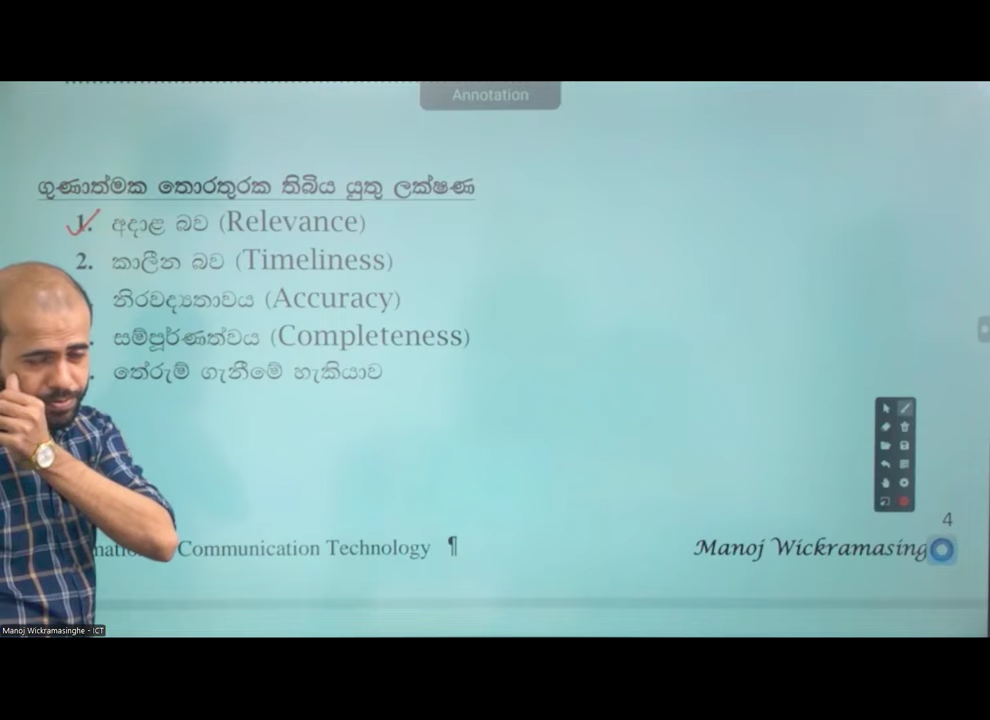 Annotation
ගුණාත්මක තොරතුරක තිබිය යුතු ලක්ෂණ
1. අදාළ බව (Relevance)
2. කාලීන බව (Timeliness)
නිරවද්‍යතාවය (Accuracy)
සම්පූර්ණත්වය (Completeness)
තේරුම් ගැනීමේ හැකියාව
4
Communication Technology ¶
Manoj Wickramasing
Manoj Wickramasinghe - ICT